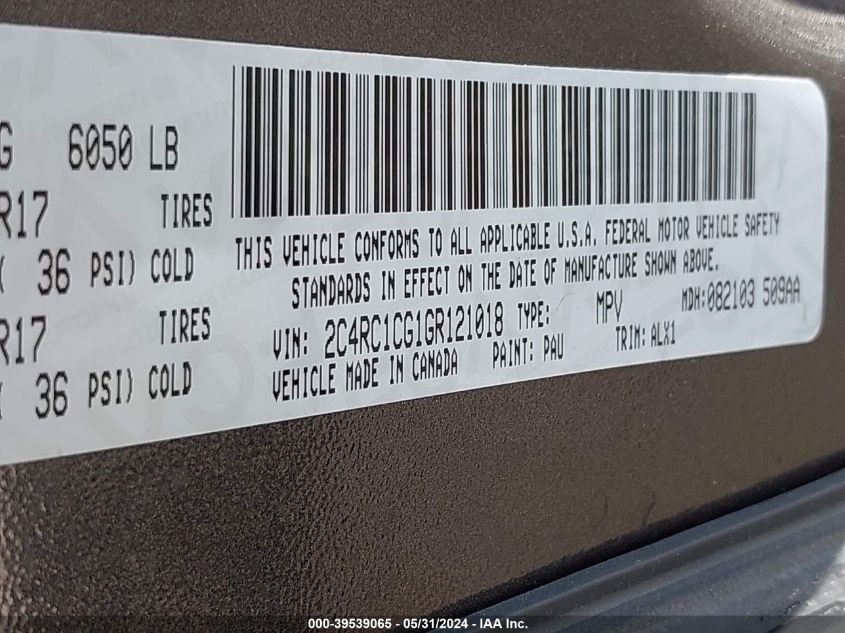 G 6050 LB
R17 TIRES
( 36 PSI) COLD
R17 TIRES
( 36 PSI) COLD
THIS VEHICLE CONFORMS TO ALL APPLICABLE U.S.A. FEDERAL MOTOR VEHICLE SAFETY
STANDARDS IN EFFECT ON THE DATE OF MANUFACTURE SHOWN ABOVE.
VIN: 2C4RC1CG1GR121018 TYPE: MPV MDH:082103 509AA
VEHICLE MADE IN CANADA PAINT: PAU TRIM: ALX1
000-39539065 - 05/31/2024 - IAA Inc.